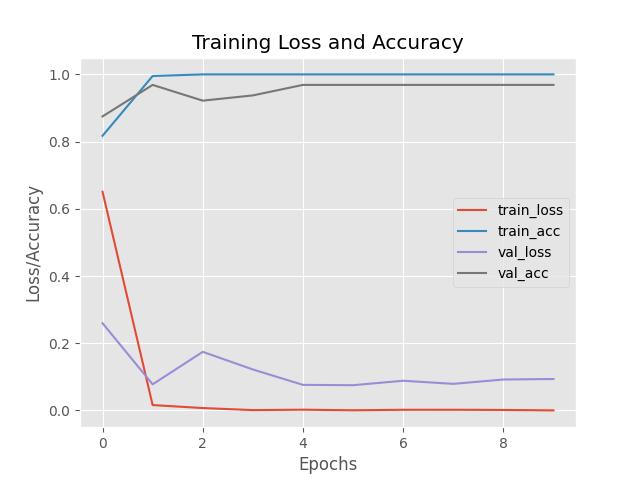 Training Loss and Accuracy
1.0
0.8
0.6
0.4
0.2
0.0
Loss/Accuracy
train_loss
train_acc
val_loss
val_acc
0 2 4 6 8
Epochs